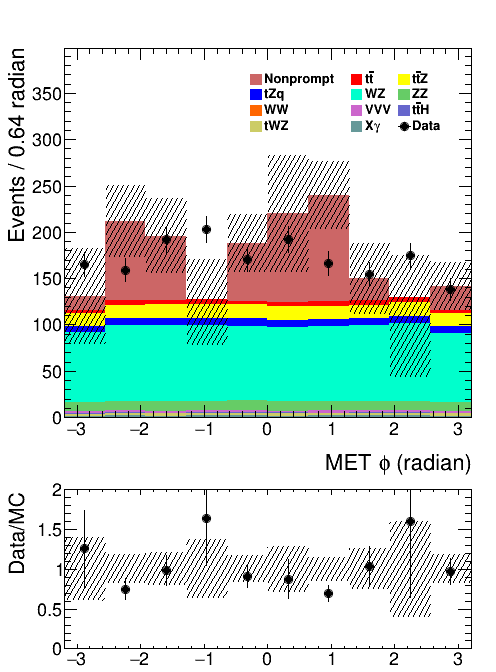 Events / 0.64 radian
350
300
250
200
150
100
50
0
Nonprompt tt̄ tt̄Z
tZq WZ ZZ
WW VVV tt̄H
tWZ Xγ Data
−3 −2 −1 0 1 2 3
MET ϕ (radian)
Data/MC
2
1.5
1
0.5
0
−3 −2 −1 0 1 2 3